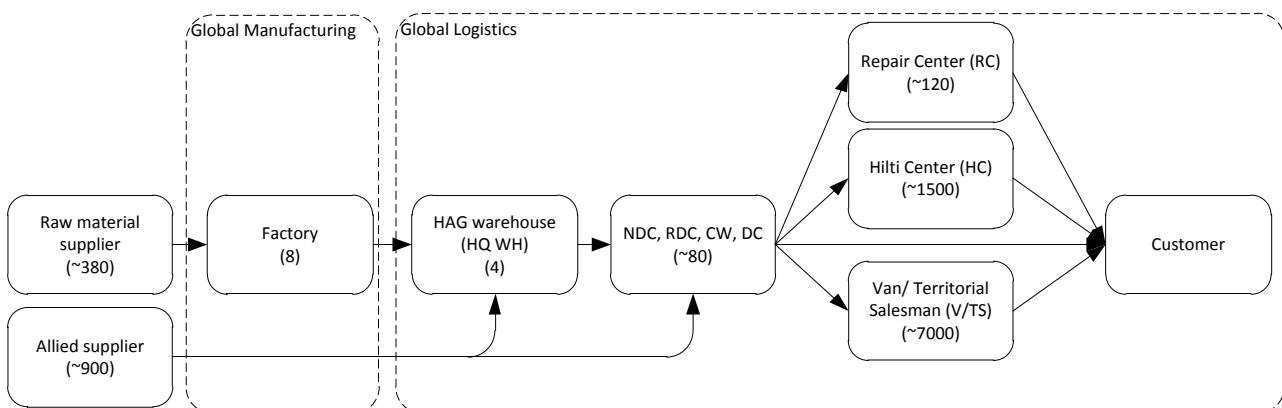 Global Manufacturing
Global Logistics
Repair Center (RC)
(~120)
Hilti Center (HC)
(~1500)
Raw material
supplier
(~380)
Factory
(8)
HAG warehouse
(HQ WH)
(4)
NDC, RDC, CW, DC
(~80)
Customer
Van/ Territorial
Salesman (V/TS)
(~7000)
Allied supplier
(~900)